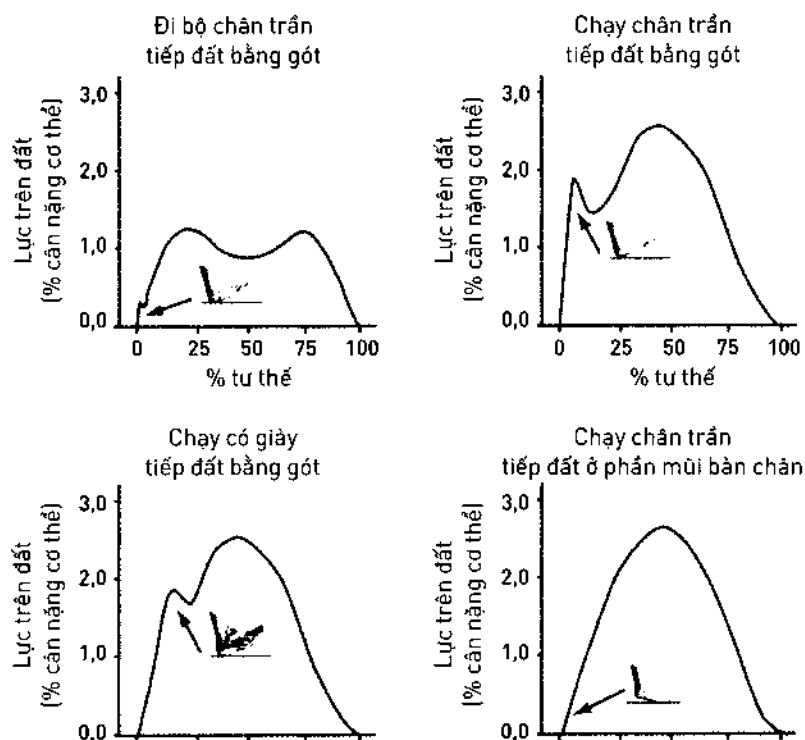 Đi bộ chân trần
tiếp đất bằng gót
Lực trên đất
(% cân nặng cơ thể)
3,0
2,0
1,0
0,0
0 25 50 75 100
% tư thế
Chạy chân trần
tiếp đất bằng gót
Lực trên đất
(% cân nặng cơ thể)
3,0
2,0
1,0
0,0
0 25 50 75 100
% tư thế
Chạy có giày
tiếp đất bằng gót
Lực trên đất
(% cân nặng cơ thể)
3,0
2,0
1,0
0,0
Chạy chân trần
tiếp đất ở phần mũi bàn chân
Lực trên đất
(% cân nặng cơ thể)
3,0
2,0
1,0
0,0